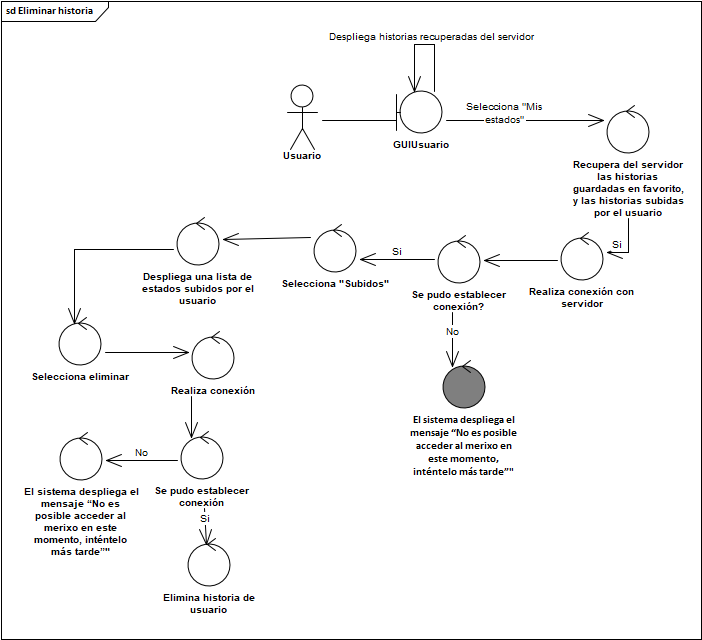 sd Eliminar historia
Despliega historias recuperadas del servidor
Selecciona "Mis
estados"
Usuario
GUIUsuario
Recupera del servidor
las historias
guardadas en favorito,
y las historias subidas
por el usuario
Si
Realiza conexión con
servidor
Se pudo establecer
conexión?
Si
Selecciona "Subidos"
Despliega una lista de
estados subidos por el
usuario
No
El sistema despliega el
mensaje “No es posible
acceder al merixo en
este momento,
inténtelo más tarde”"
Selecciona eliminar
Realiza conexión
Se pudo establecer
conexión
No
El sistema despliega el
mensaje “No es
posible acceder al
merixo en este
momento, inténtelo
más tarde”"
Si
Elimina historia de
usuario